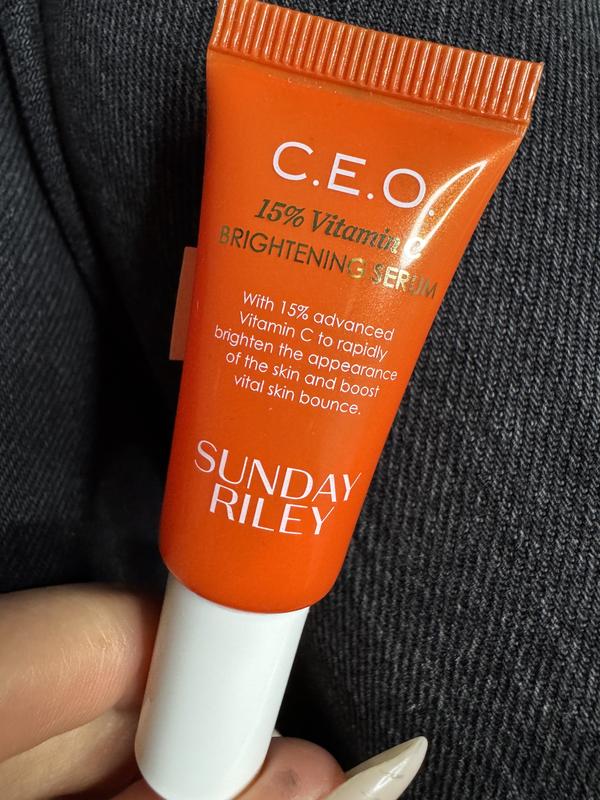 C.E.O.
15% Vitamin C
BRIGHTENING SERUM
With 15% advanced
Vitamin C to rapidly
brighten the appearance
of the skin and boost
vital skin bounce.
SUNDAY
RILEY